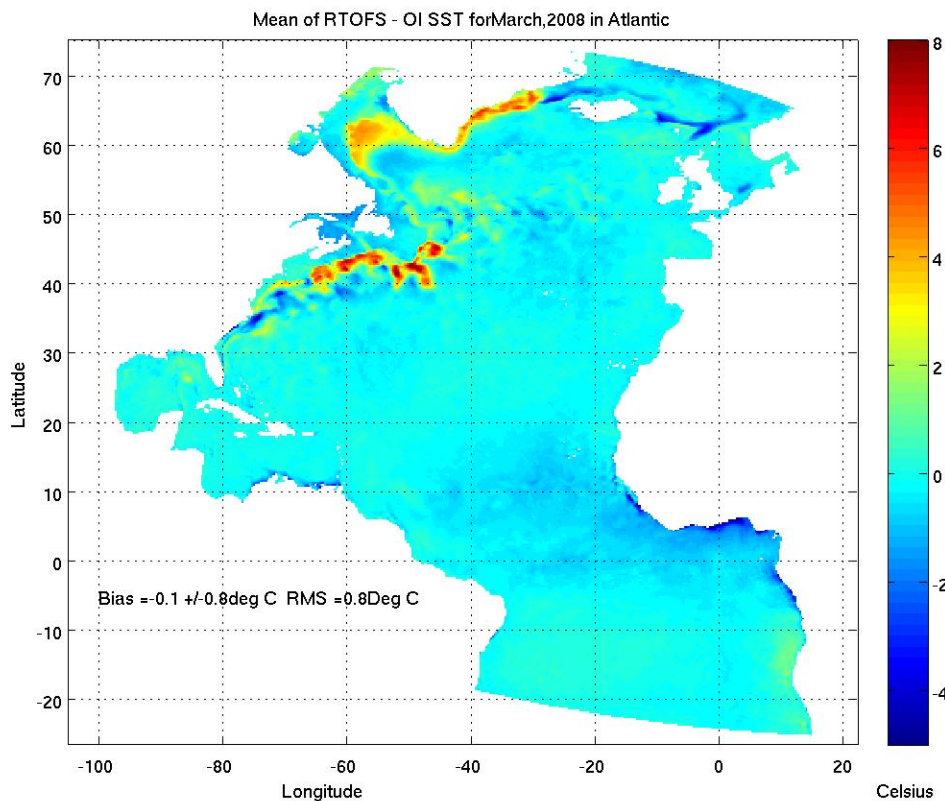 Mean of RTOFS - OI SST forMarch,2008 in Atlantic
8
6
4
2
0
-2
-4
70
60
50
40
30
20
10
0
-10
-20
Latitude
Bias =-0.1 +/-0.8deg C RMS =0.8Deg C
-100 -80 -60 -40 -20 0 20
Longitude
Celsius